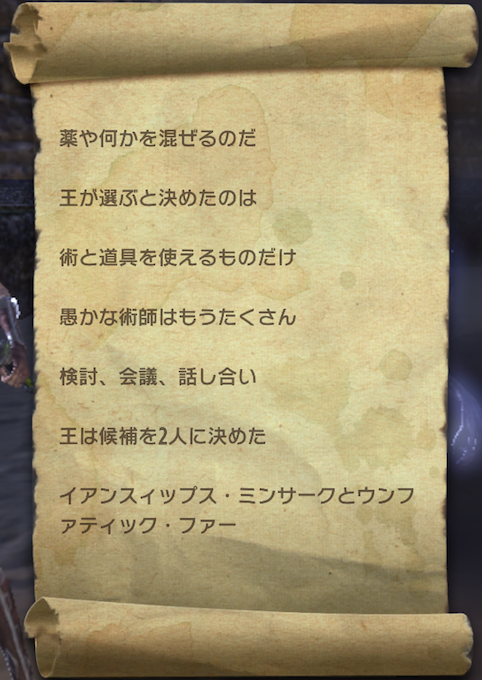 薬や何かを混ぜるのだ
王が選ぶと決めたのは
術と道具を使えるものだけ
愚かな術師はもうたくさん
検討、会議、話し合い
王は候補を2人に決めた
イアンスィップス・ミンサークとウンフ
ァティック・ファー